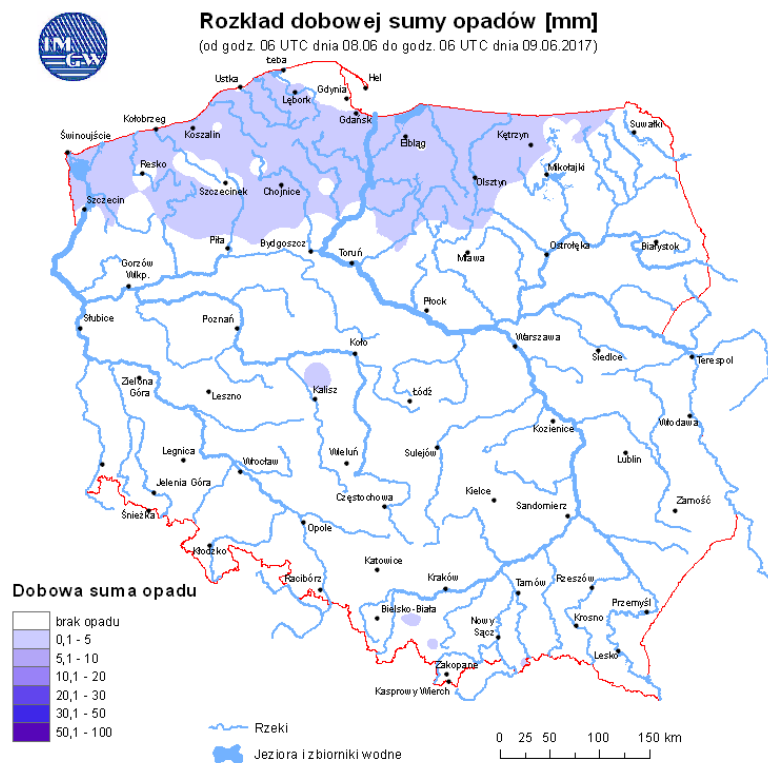 Rozkład dobowej sumy opadów [mm]
(od godz. 06 UTC dnia 08.06 do godz. 06 UTC dnia 09.06.2017)
IM
GW
Łeba
Ustka
Hel
Lębork
Gdynia
Gdańsk
Kołobrzeg
Koszalin
Świnoujście
Elbląg
Kętrzyn
Suwałki
Resko
Szczecinek
Chojnice
Mikołajki
Olsztyn
Szczecin
Piła
Bydgoszcz
Toruń
Mława
Ostrołęka
Białystok
Gorzów
Wlkp.
Płock
Słubice
Poznań
Koło
Warszawa
Siedlce
Terespol
Zielona
Góra
Leszno
Kalisz
Łódź
Kozienice
Włodawa
Legnica
Wrocław
Wieluń
Sulejów
Lublin
Jelenia Góra
Częstochowa
Kielce
Sandomierz
Zamość
Śnieżka
Opole
Kłodzko
Katowice
Racibórz
Kraków
Tarnów
Rzeszów
Bielsko-Biała
Nowy
Sącz
Krosno
Przemyśl
Lesko
Zakopane
Kasprowy Wierch
Dobowa suma opadu
brak opadu
0,1 - 5
5,1 - 10
10,1 - 20
20,1 - 30
30,1 - 50
50,1 - 100
Rzeki
Jeziora i zbiorniki wodne
0 25 50 100 150 km